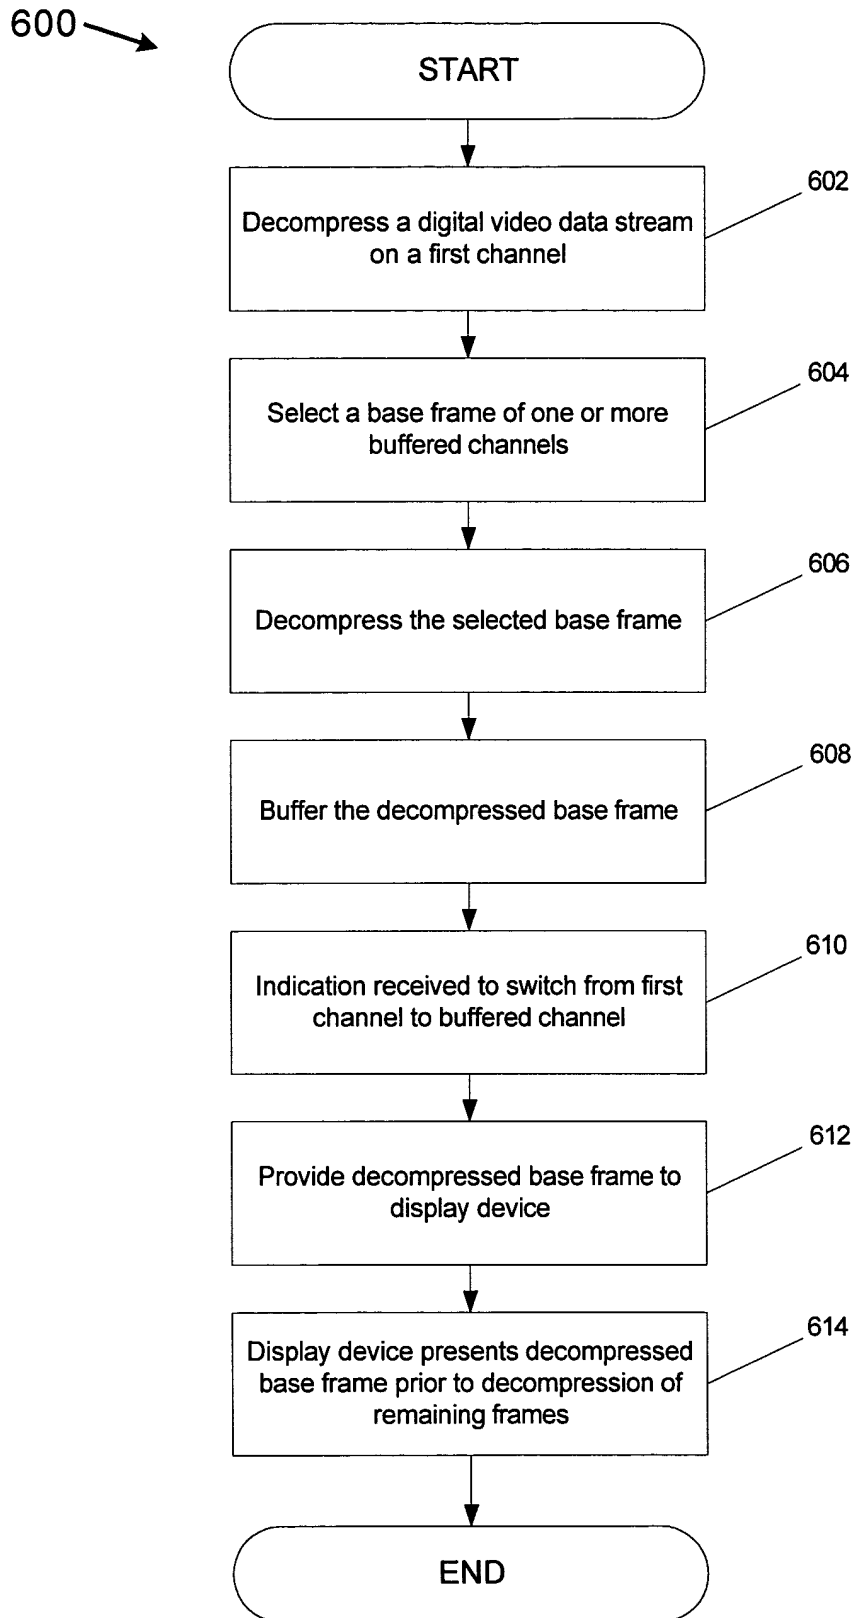 600
START
602
Decompress a digital video data stream
on a first channel
604
Select a base frame of one or more
buffered channels
606
Decompress the selected base frame
608
Buffer the decompressed base frame
610
Indication received to switch from first
channel to buffered channel
612
Provide decompressed base frame to
display device
614
Display device presents decompressed
base frame prior to decompression of
remaining frames
END